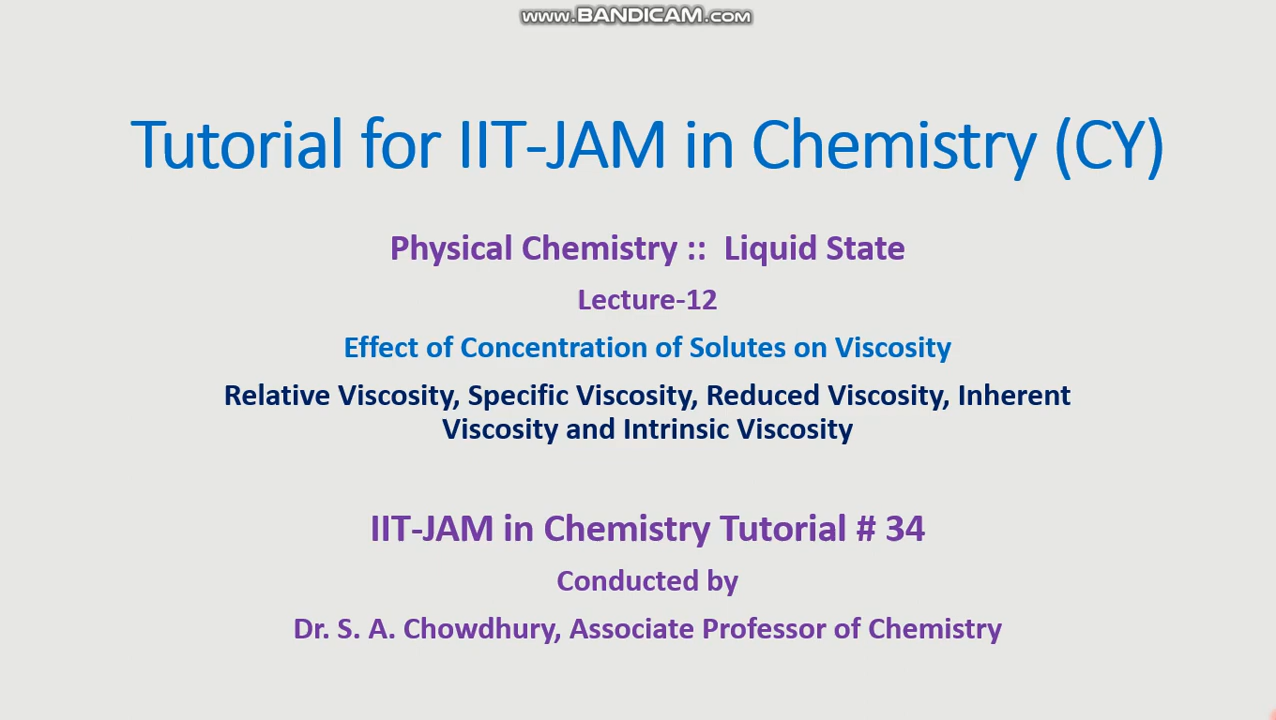 www.BANDICAM.com
Tutorial for IIT-JAM in Chemistry (CY)
Physical Chemistry :: Liquid State
Lecture-12
Effect of Concentration of Solutes on Viscosity
Relative Viscosity, Specific Viscosity, Reduced Viscosity, Inherent
Viscosity and Intrinsic Viscosity
IIT-JAM in Chemistry Tutorial # 34
Conducted by
Dr. S. A. Chowdhury, Associate Professor of Chemistry